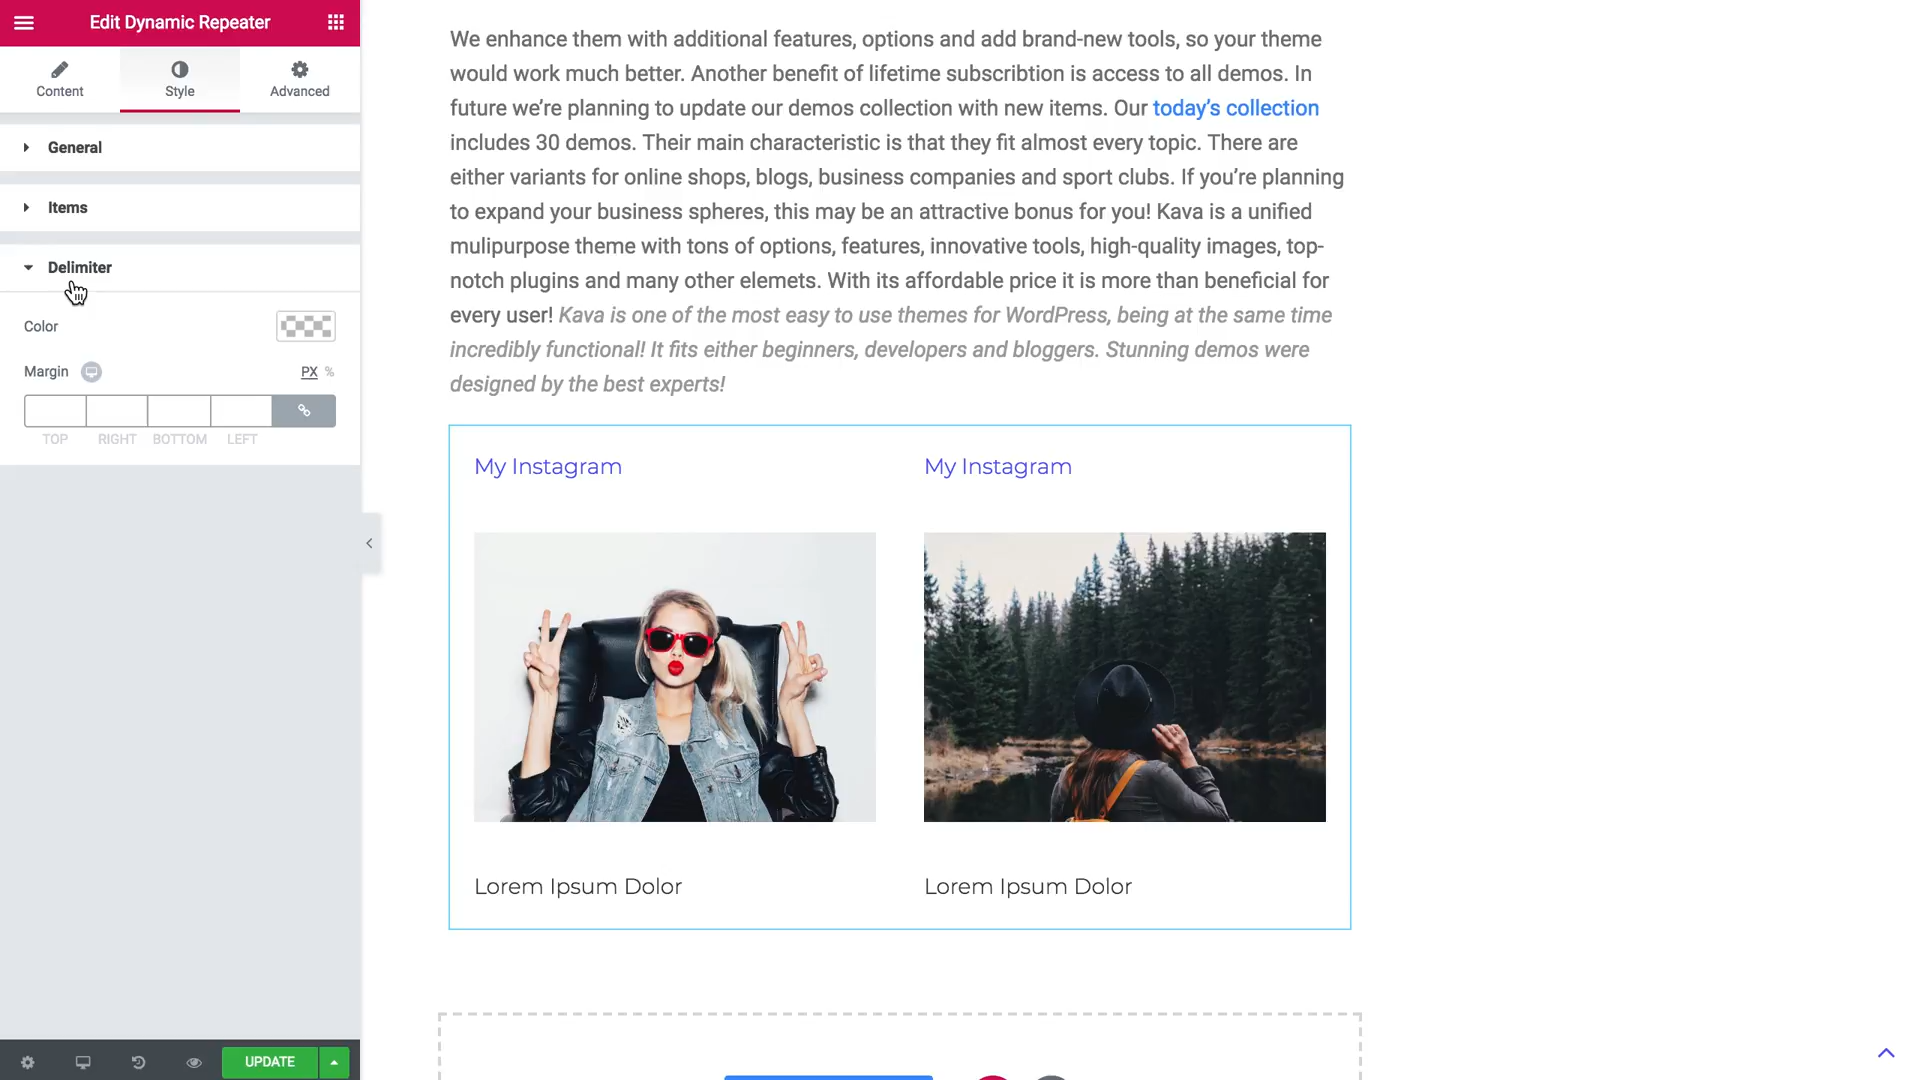 Edit Dynamic Repeater
Content
Style
Advanced
General
Items
Delimiter
Color
Margin
PX %
TOP RIGHT BOTTOM LEFT
UPDATE
We enhance them with additional features, options and add brand-new tools, so your theme
would work much better. Another benefit of lifetime subscribtion is access to all demos. In
future we’re planning to update our demos collection with new items. Our today’s collection
includes 30 demos. Their main characteristic is that they fit almost every topic. There are
either variants for online shops, blogs, business companies and sport clubs. If you’re planning
to expand your business spheres, this may be an attractive bonus for you! Kava is a unified
mulipurpose theme with tons of options, features, innovative tools, high-quality images, top-
notch plugins and many other elemets. With its affordable price it is more than beneficial for
every user! Kava is one of the most easy to use themes for WordPress, being at the same time
incredibly functional! It fits either beginners, developers and bloggers. Stunning demos were
designed by the best experts!
My Instagram
My Instagram
Lorem Ipsum Dolor
Lorem Ipsum Dolor